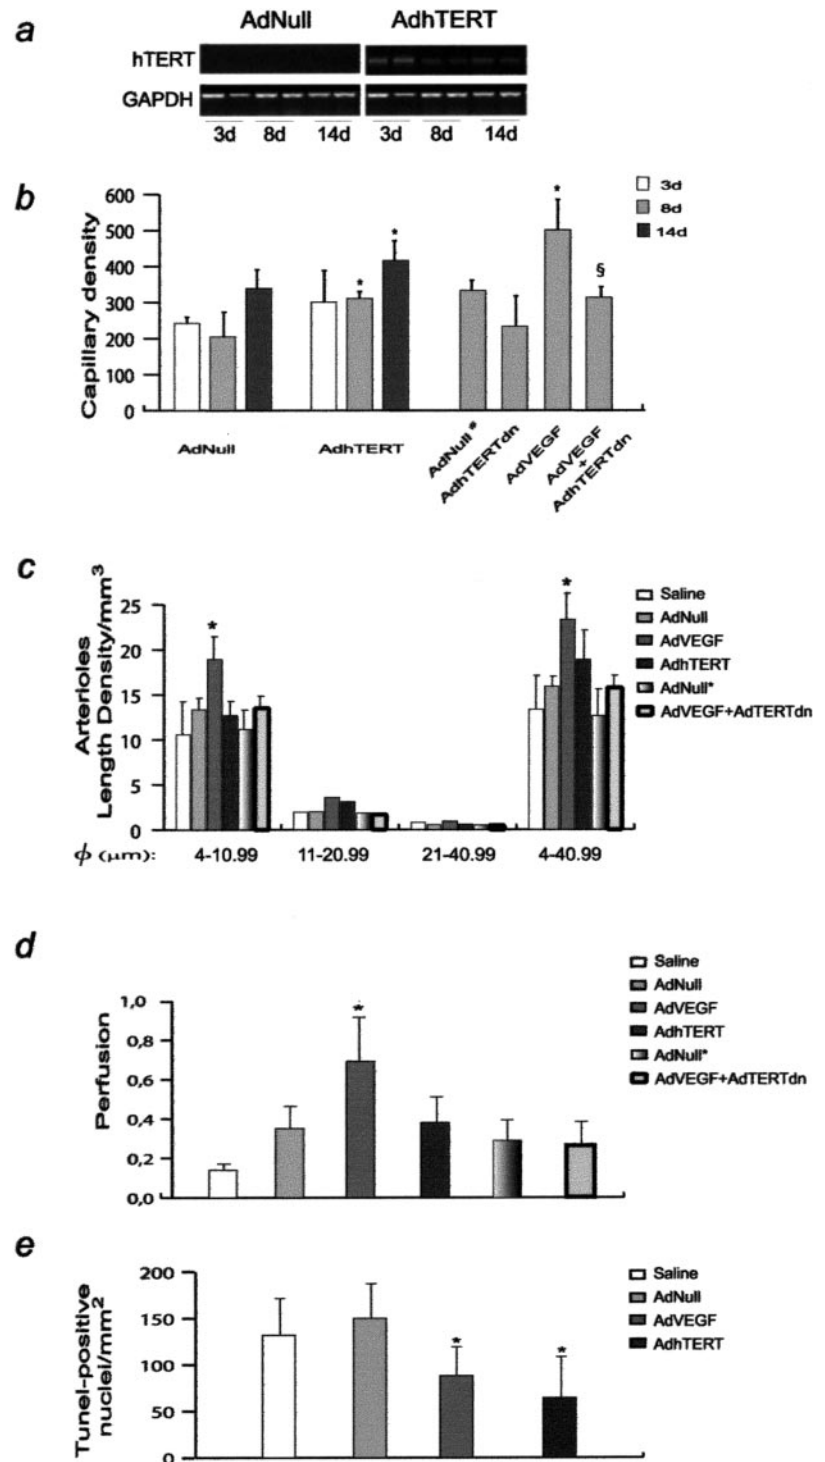 a
AdNull AdhTERT
hTERT
GAPDH
3d 8d 14d 3d 8d 14d
b
Capillary density
600
500
400
300
200
100
0
* * * §
3d
8d
14d
AdNull AdhTERT AdNull* AdhTERTdn AdVEGF AdVEGF + AdhTERTdn
c
Arterioles
Length Density/mm³
25
20
15
10
5
0
* *
Saline
AdNull
AdVEGF
AdhTERT
AdNull*
AdVEGF+AdTERTdn
ϕ (μm): 4-10.99 11-20.99 21-40.99 4-40.99
d
Perfusion
1,0
0,8
0,6
0,4
0,2
0,0
*
Saline
AdNull
AdVEGF
AdhTERT
AdNull*
AdVEGF+AdTERTdn
e
Tunel-positive
nuclei/mm²
200
150
100
50
0
* *
Saline
AdNull
AdVEGF
AdhTERT